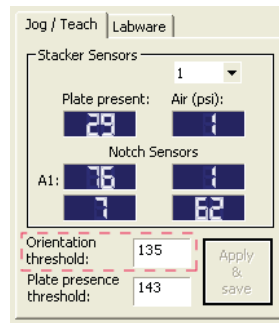 Jog / Teach Labware
Stacker Sensors
1
Plate present: Air (psi):
29 1
Notch Sensors
A1: 76 1
7 62
Orientation
threshold: 135
Plate presence
threshold: 143
Apply
&
save